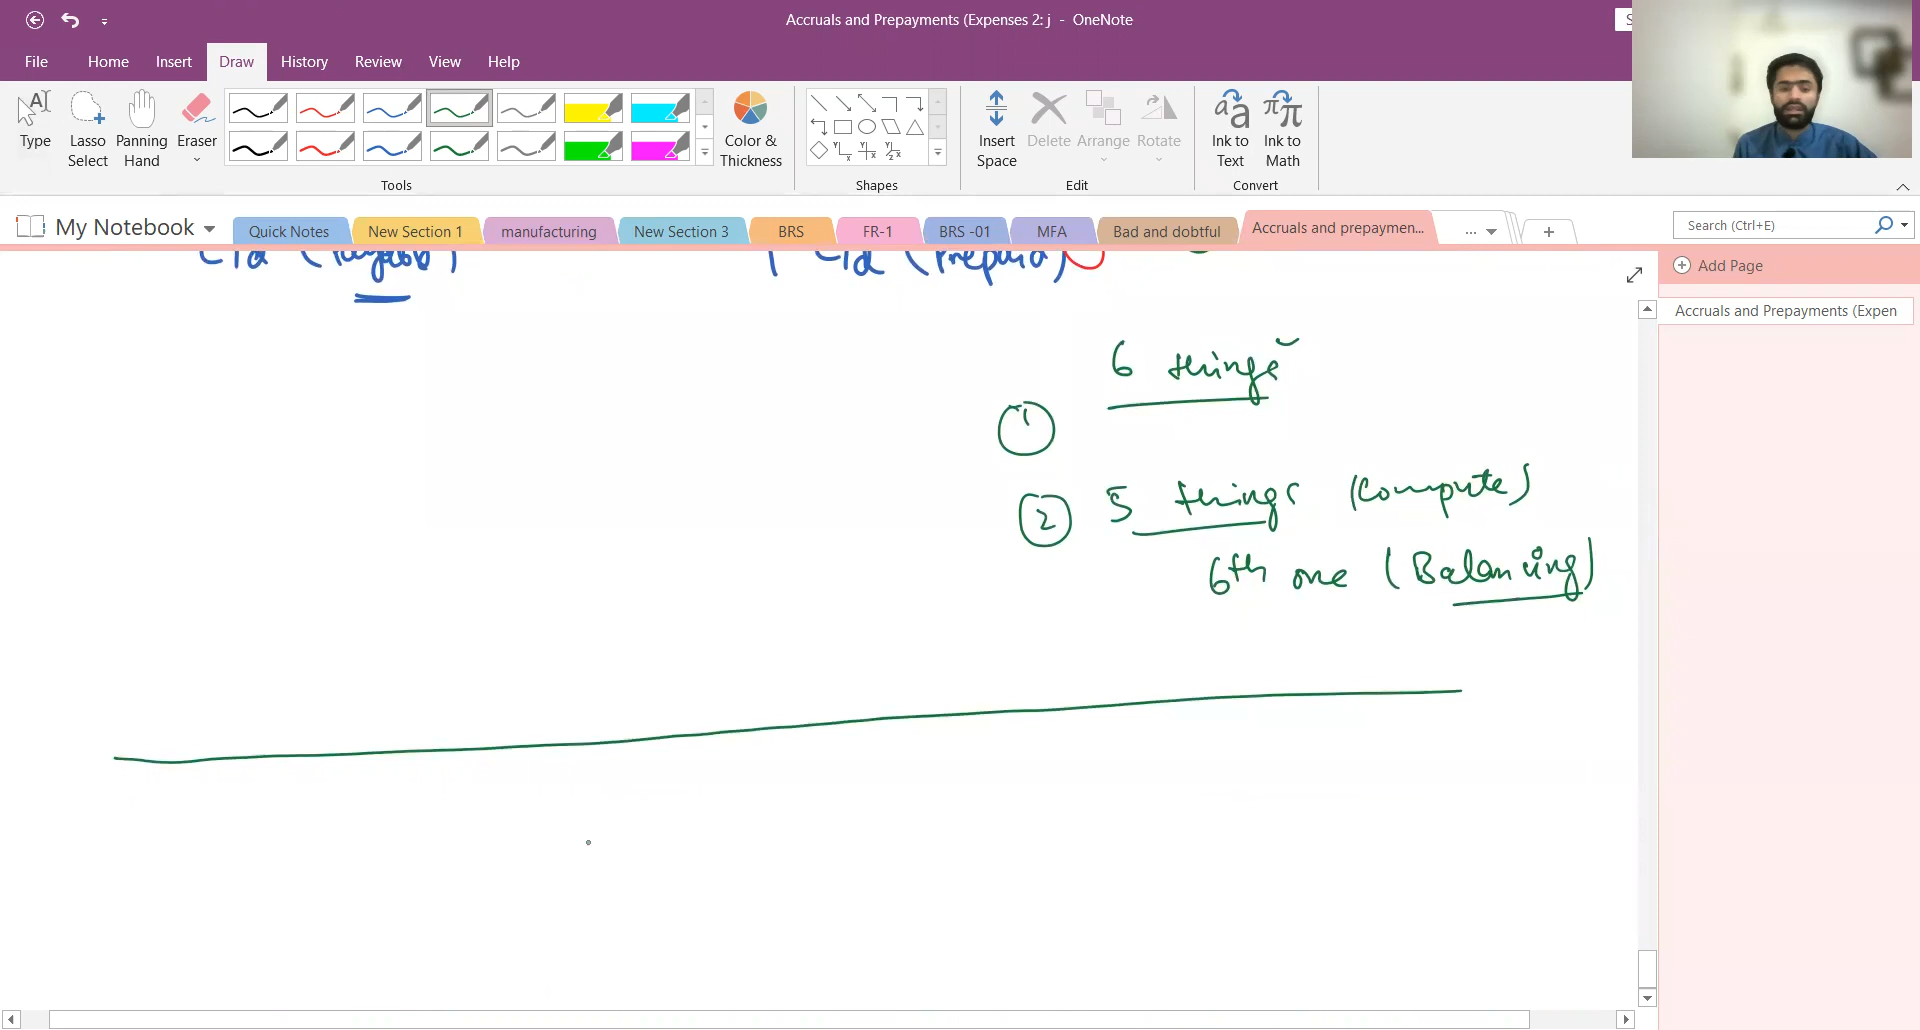 Accruals and Prepayments (Expenses 2: j - OneNote
File Home Insert Draw History Review View Help
Type
Lasso Select
Panning Hand
Eraser
Color & Thickness
Insert Space
Delete
Arrange
Rotate
Ink to Text
Ink to Math
Tools
Shapes
Edit
Convert
My Notebook
Quick Notes
New Section 1
manufacturing
New Section 3
BRS
FR-1
BRS -01
MFA
Bad and dobtful
Accruals and prepaymen...
...
Search (Ctrl+E)
Add Page
Accruals and Prepayments (Expen
c/d (Prepaid)
6 things
1
2 5 things (Compute)
6th one (Balancing)